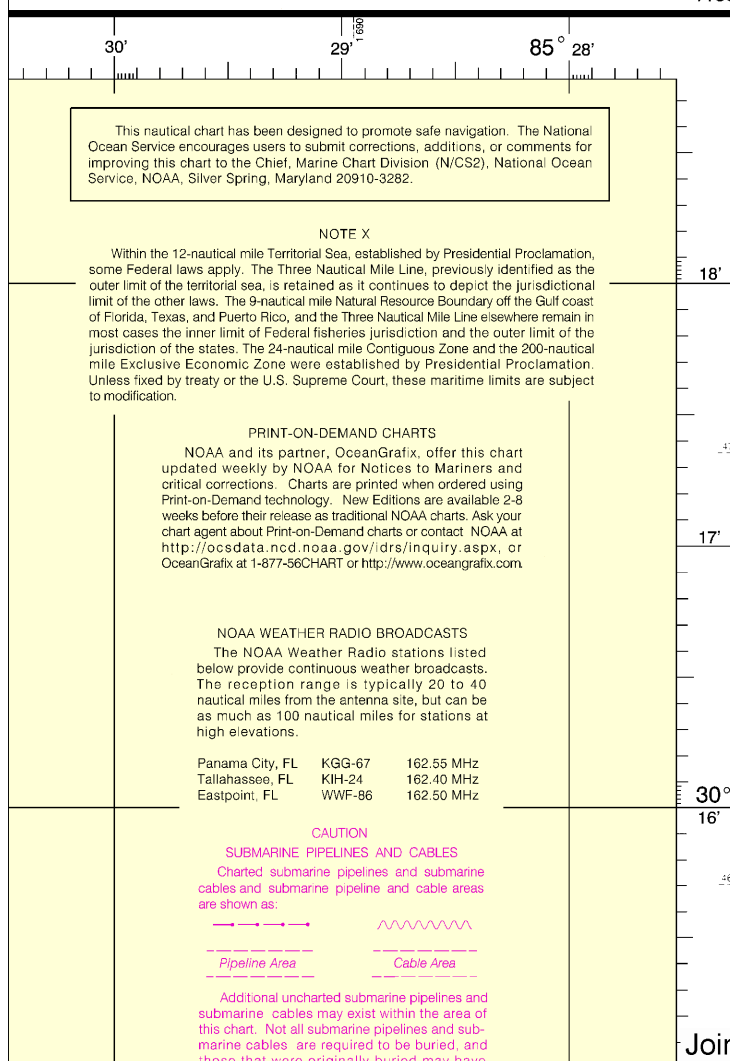 1 690
30'
29'
85° 28'
This nautical chart has been designed to promote safe navigation. The National
Ocean Service encourages users to submit corrections, additions, or comments for
improving this chart to the Chief, Marine Chart Division (N/CS2), National Ocean
Service, NOAA, Silver Spring, Maryland 20910-3282.
NOTE X
Within the 12-nautical mile Territorial Sea, established by Presidential Proclamation,
some Federal laws apply. The Three Nautical Mile Line, previously identified as the
outer limit of the territorial sea, is retained as it continues to depict the jurisdictional
limit of the other laws. The 9-nautical mile Natural Resource Boundary off the Gulf coast
of Florida, Texas, and Puerto Rico, and the Three Nautical Mile Line elsewhere remain in
most cases the inner limit of Federal fisheries jurisdiction and the outer limit of the
jurisdiction of the states. The 24-nautical mile Contiguous Zone and the 200-nautical
mile Exclusive Economic Zone were established by Presidential Proclamation.
Unless fixed by treaty or the U.S. Supreme Court, these maritime limits are subject
to modification.
18'
PRINT-ON-DEMAND CHARTS
NOAA and its partner, OceanGrafix, offer this chart
updated weekly by NOAA for Notices to Mariners and
critical corrections. Charts are printed when ordered using
Print-on-Demand technology. New Editions are available 2-8
weeks before their release as traditional NOAA charts. Ask your
chart agent about Print-on-Demand charts or contact NOAA at
http://ocsdata.ncd.noaa.gov/idrs/inquiry.aspx, or
OceanGrafix at 1-877-56CHART or http://www.oceangrafix.com.
17'
NOAA WEATHER RADIO BROADCASTS
The NOAA Weather Radio stations listed
below provide continuous weather broadcasts.
The reception range is typically 20 to 40
nautical miles from the antenna site, but can be
as much as 100 nautical miles for stations at
high elevations.
Panama City, FL KGG-67 162.55 MHz
Tallahassee, FL KIH-24 162.40 MHz
Eastpoint, FL WWF-86 162.50 MHz
30°
16'
CAUTION
SUBMARINE PIPELINES AND CABLES
Charted submarine pipelines and submarine
cables and submarine pipeline and cable areas
are shown as:
Pipeline Area Cable Area
Additional uncharted submarine pipelines and
submarine cables may exist within the area of
this chart. Not all submarine pipelines and sub-
marine cables are required to be buried, and
those that were originally buried may have
Join